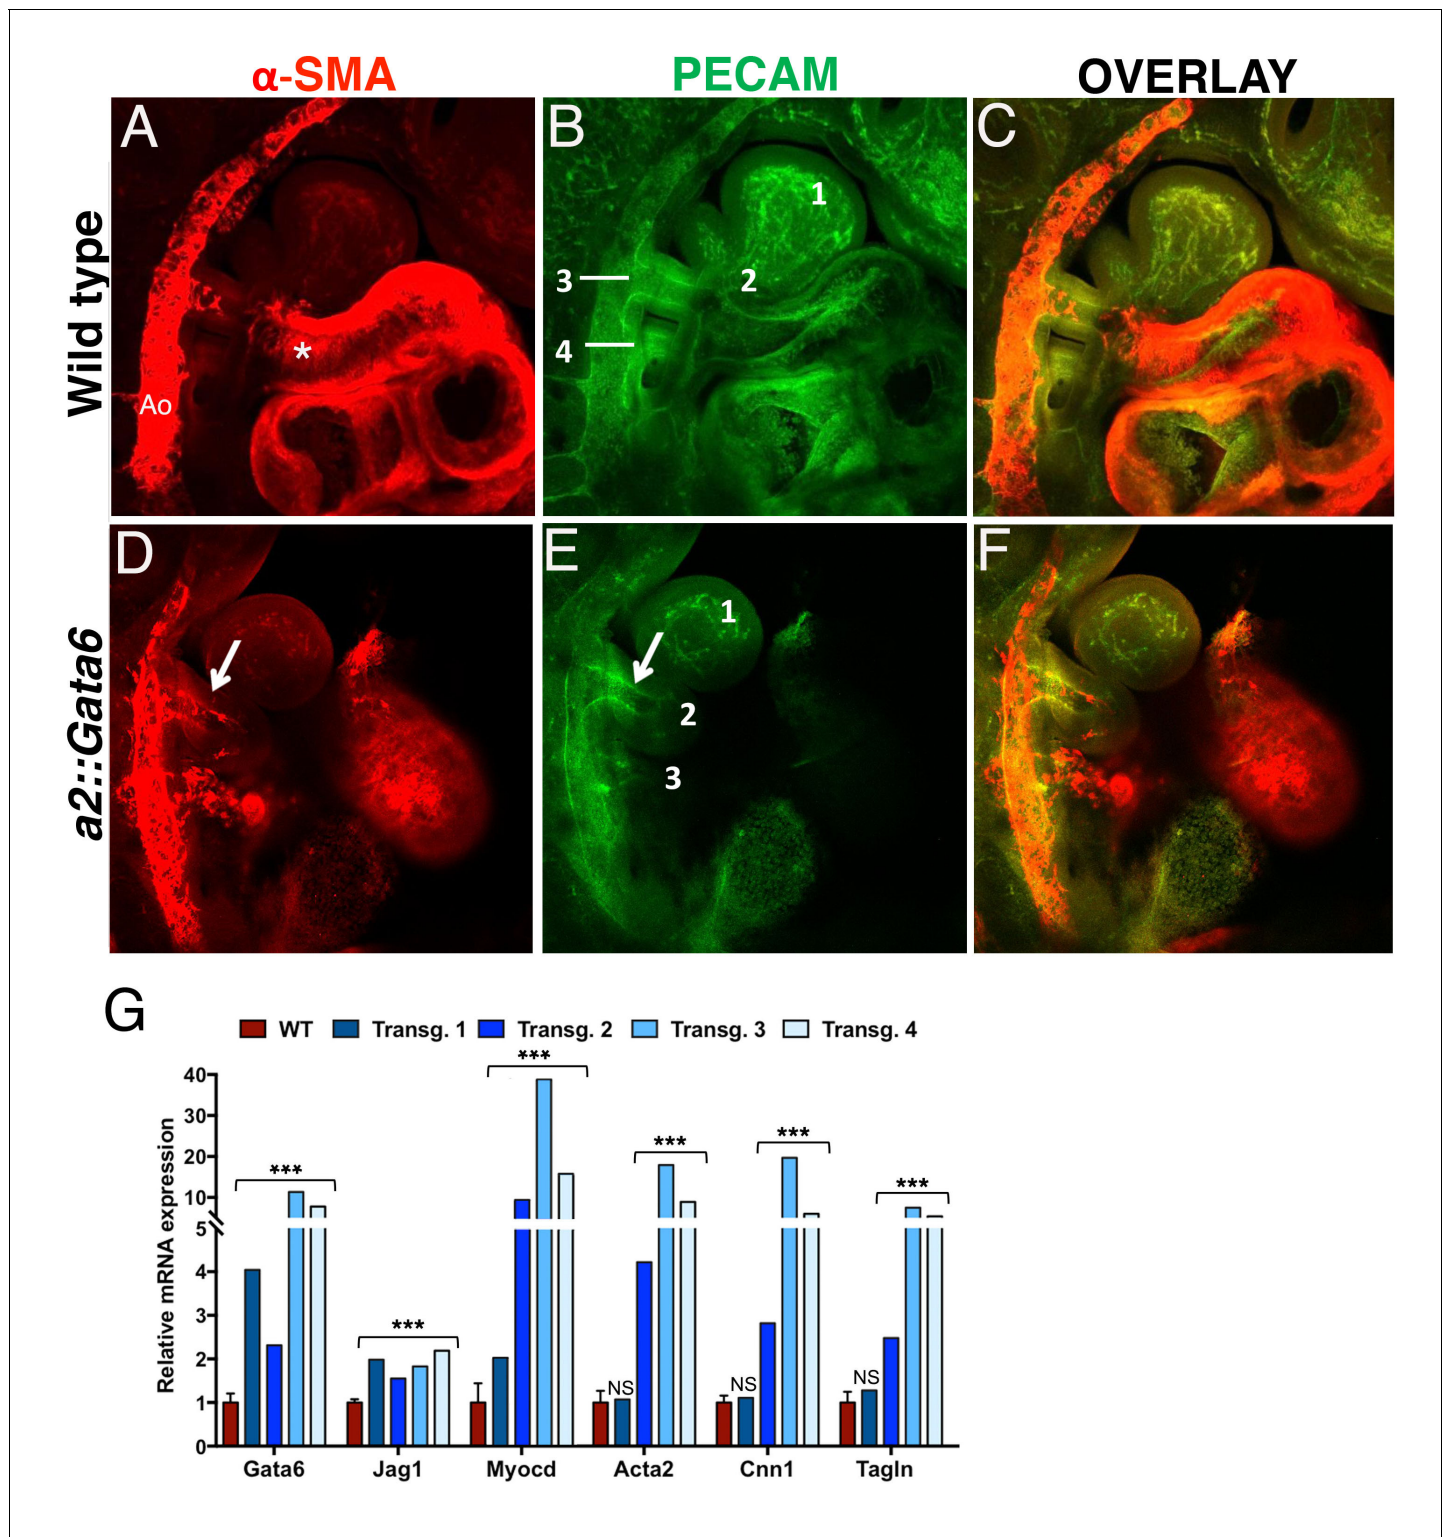 α-SMA PECAM OVERLAY
Wild type
A B C
1
2
3
4
*
Ao
a2::Gata6
D E F
1
2
3
G
WT Transg. 1 Transg. 2 Transg. 3 Transg. 4
Relative mRNA expression
40
30
20
10
5
4
3
2
1
0
***
***
***
***
***
***
NS NS NS
Gata6 Jag1 Myocd Acta2 Cnn1 Tagln